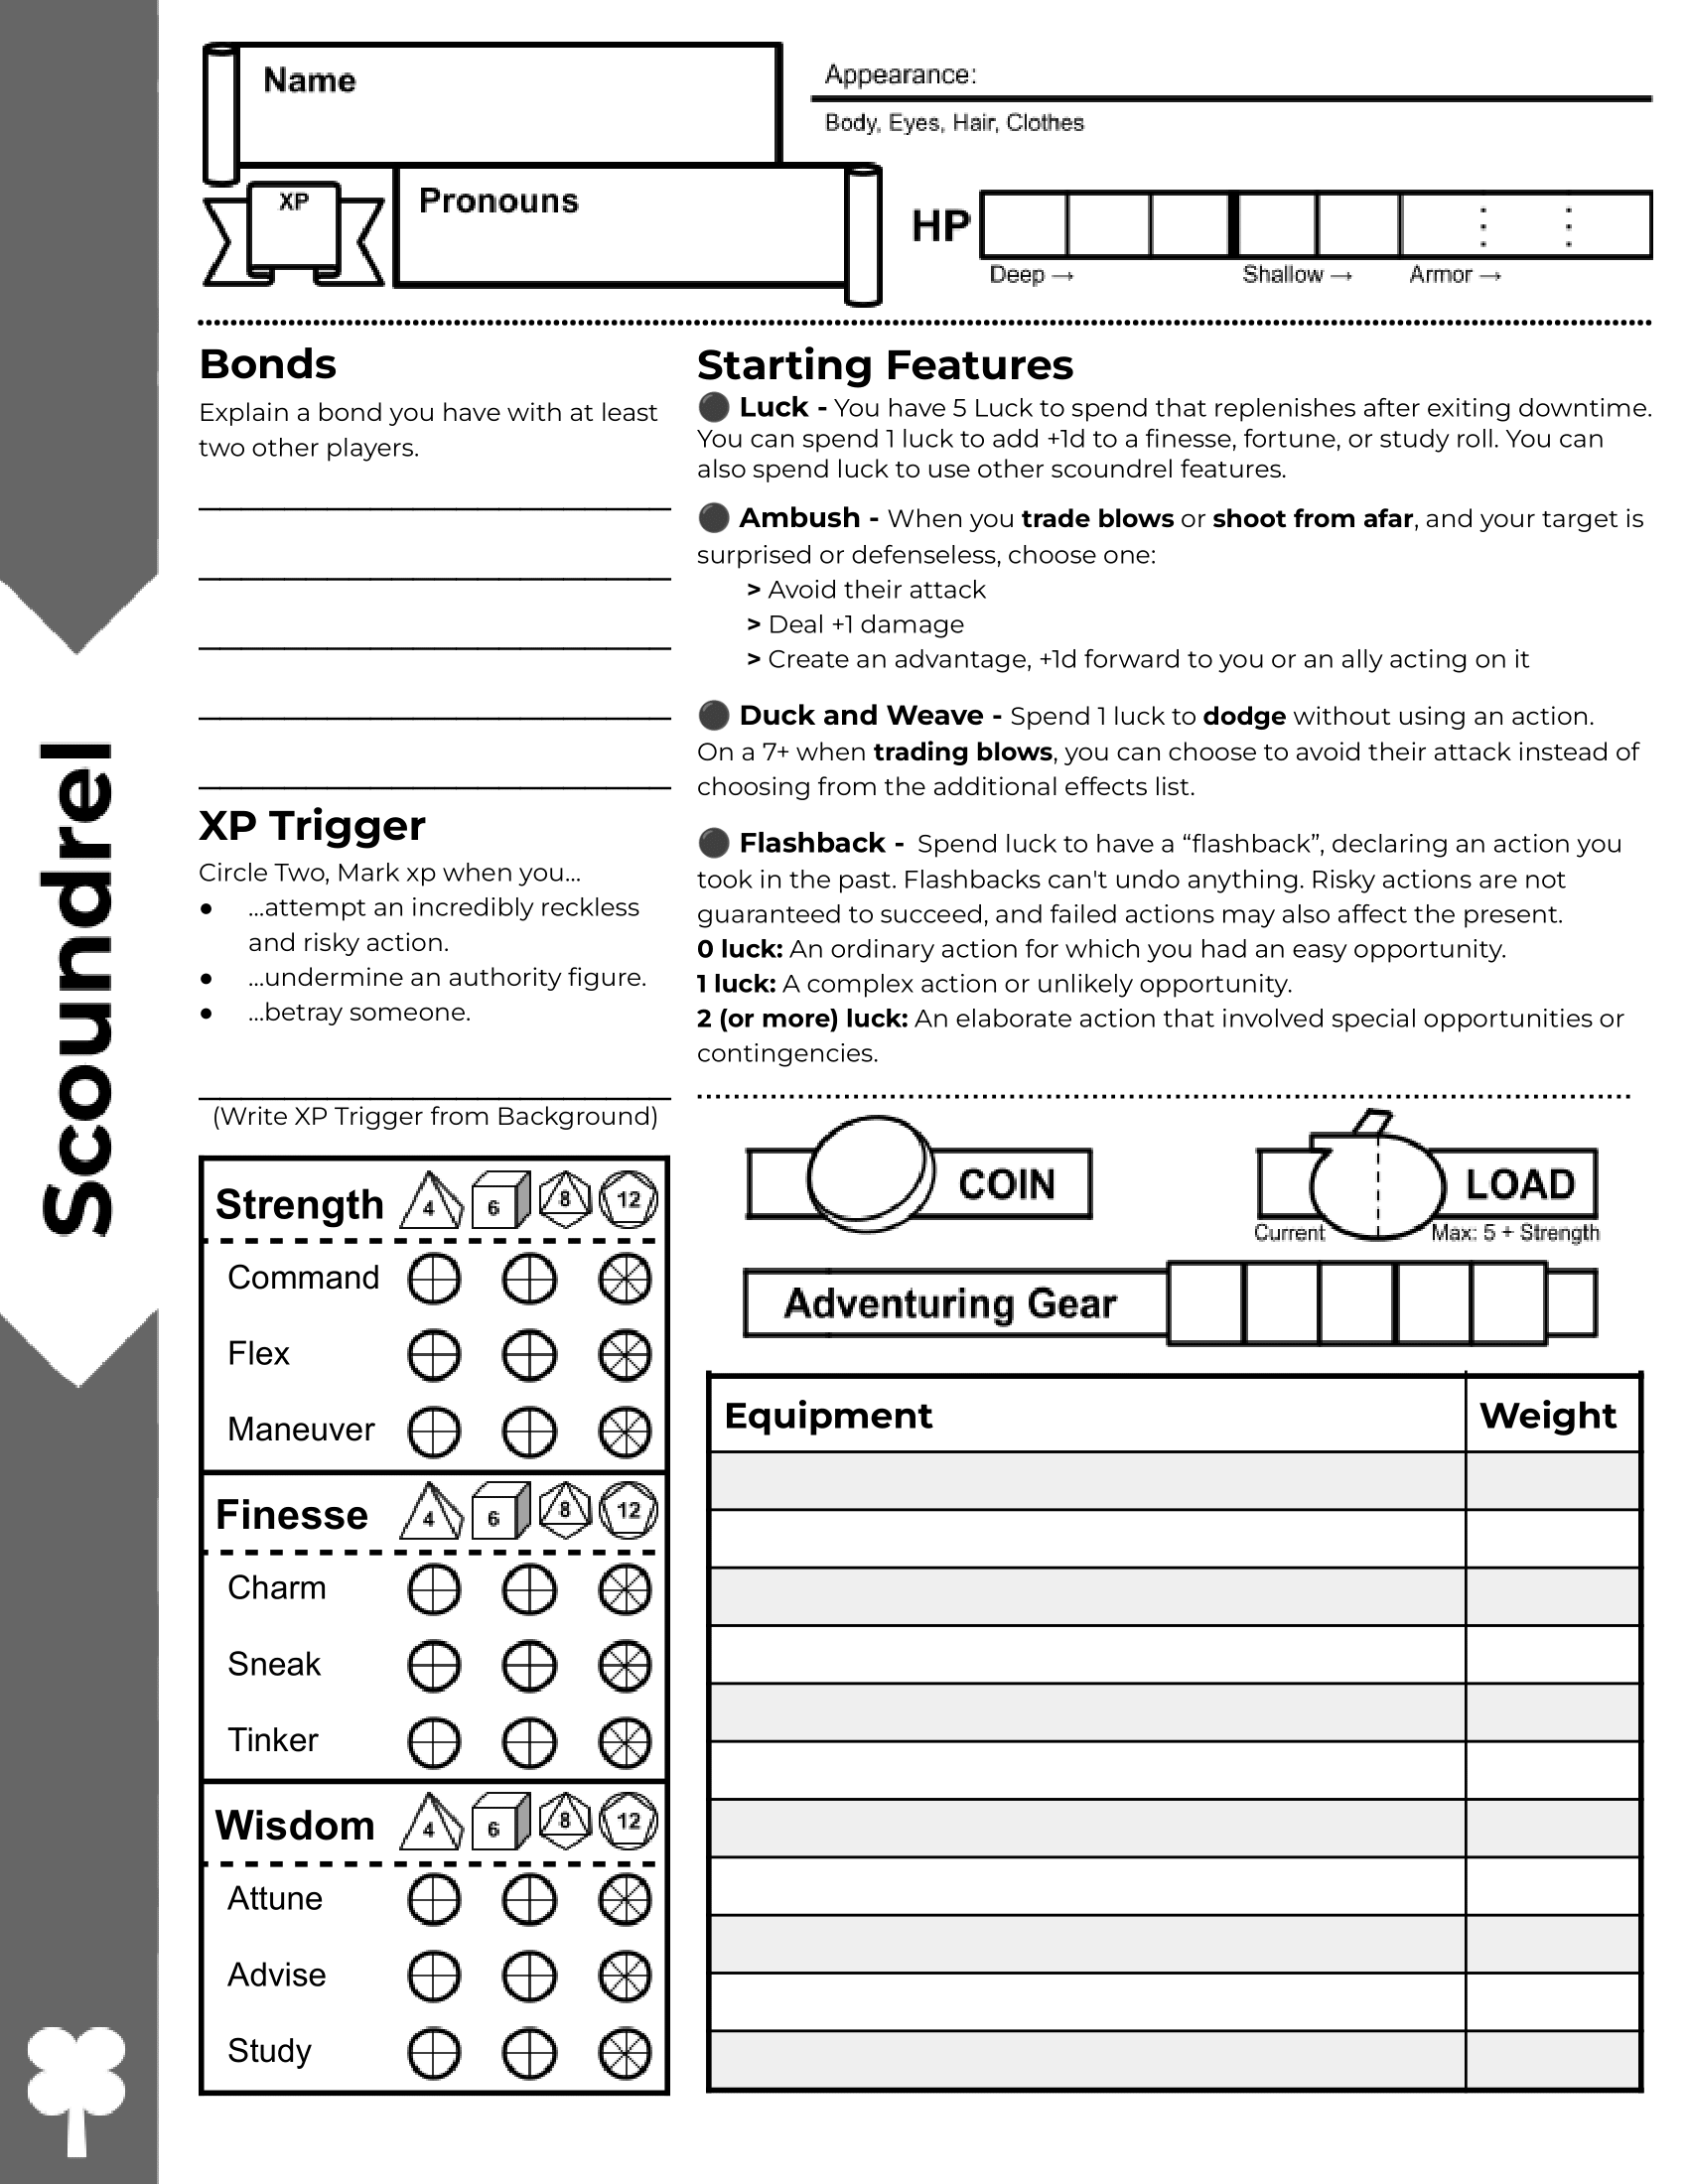 Scoundrel
Name
Appearance:
Body, Eyes, Hair, Clothes
XP
Pronouns
HP
Deep →
Shallow →
Armor →
Bonds
Explain a bond you have with at least
two other players.
XP Trigger
Circle Two, Mark xp when you...
● ...attempt an incredibly reckless
and risky action.
● ...undermine an authority figure.
● ...betray someone.
(Write XP Trigger from Background)
Strength 4 6 8 12
Command
Flex
Maneuver
Finesse 4 6 8 12
Charm
Sneak
Tinker
Wisdom 4 6 8 12
Attune
Advise
Study
Starting Features
● Luck - You have 5 Luck to spend that replenishes after exiting downtime.
You can spend 1 luck to add +1d to a finesse, fortune, or study roll. You can
also spend luck to use other scoundrel features.
● Ambush - When you trade blows or shoot from afar, and your target is
surprised or defenseless, choose one:
> Avoid their attack
> Deal +1 damage
> Create an advantage, +1d forward to you or an ally acting on it
● Duck and Weave - Spend 1 luck to dodge without using an action.
On a 7+ when trading blows, you can choose to avoid their attack instead of
choosing from the additional effects list.
● Flashback - Spend luck to have a “flashback”, declaring an action you
took in the past. Flashbacks can't undo anything. Risky actions are not
guaranteed to succeed, and failed actions may also affect the present.
0 luck: An ordinary action for which you had an easy opportunity.
1 luck: A complex action or unlikely opportunity.
2 (or more) luck: An elaborate action that involved special opportunities or
contingencies.
COIN
LOAD
Current
Max: 5 + Strength
Adventuring Gear
Equipment
Weight